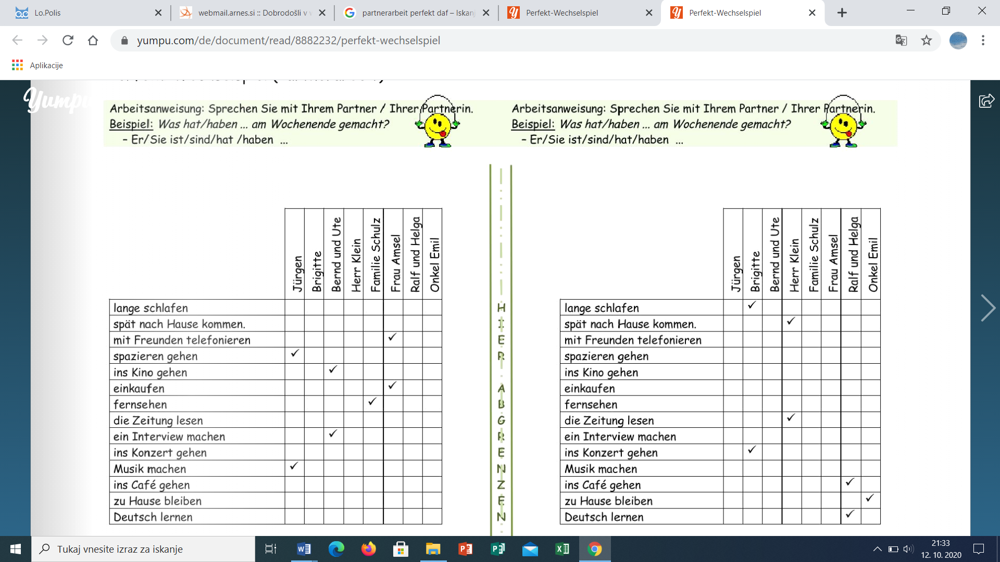 Lo.Polis
webmail.arnes.si :: Dobrodošli v
partnerarbeit perfekt daf – Iskanj
Perfekt-Wechselspiel
Perfekt-Wechselspiel
yumpu.com/de/document/read/8882232/perfekt-wechselspiel
Aplikacije
Yumpu
Arbeitsanweisung: Sprechen Sie mit Ihrem Partner / Ihrer Partnerin.
Beispiel: Was hat/haben ... am Wochenende gemacht?
– Er/Sie ist/sind/hat /haben ...
Arbeitsanweisung: Sprechen Sie mit Ihrem Partner / Ihrer Partnerin.
Beispiel: Was hat/haben ... am Wochenende gemacht?
– Er/Sie ist/sind/hat/haben ...
Jürgen
Brigitte
Bernd und Ute
Herr Klein
Familie Schulz
Frau Amsel
Ralf und Helga
Onkel Emil
lange schlafen
spät nach Hause kommen.
mit Freunden telefonieren
spazieren gehen
ins Kino gehen
einkaufen
fernsehen
die Zeitung lesen
ein Interview machen
ins Konzert gehen
Musik machen
ins Café gehen
zu Hause bleiben
Deutsch lernen
HIER ABGRENZEN
Jürgen
Brigitte
Bernd und Ute
Herr Klein
Familie Schulz
Frau Amsel
Ralf und Helga
Onkel Emil
lange schlafen
spät nach Hause kommen.
mit Freunden telefonieren
spazieren gehen
ins Kino gehen
einkaufen
fernsehen
die Zeitung lesen
ein Interview machen
ins Konzert gehen
Musik machen
ins Café gehen
zu Hause bleiben
Deutsch lernen
Tukaj vnesite izraz za iskanje
21:33
12. 10. 2020